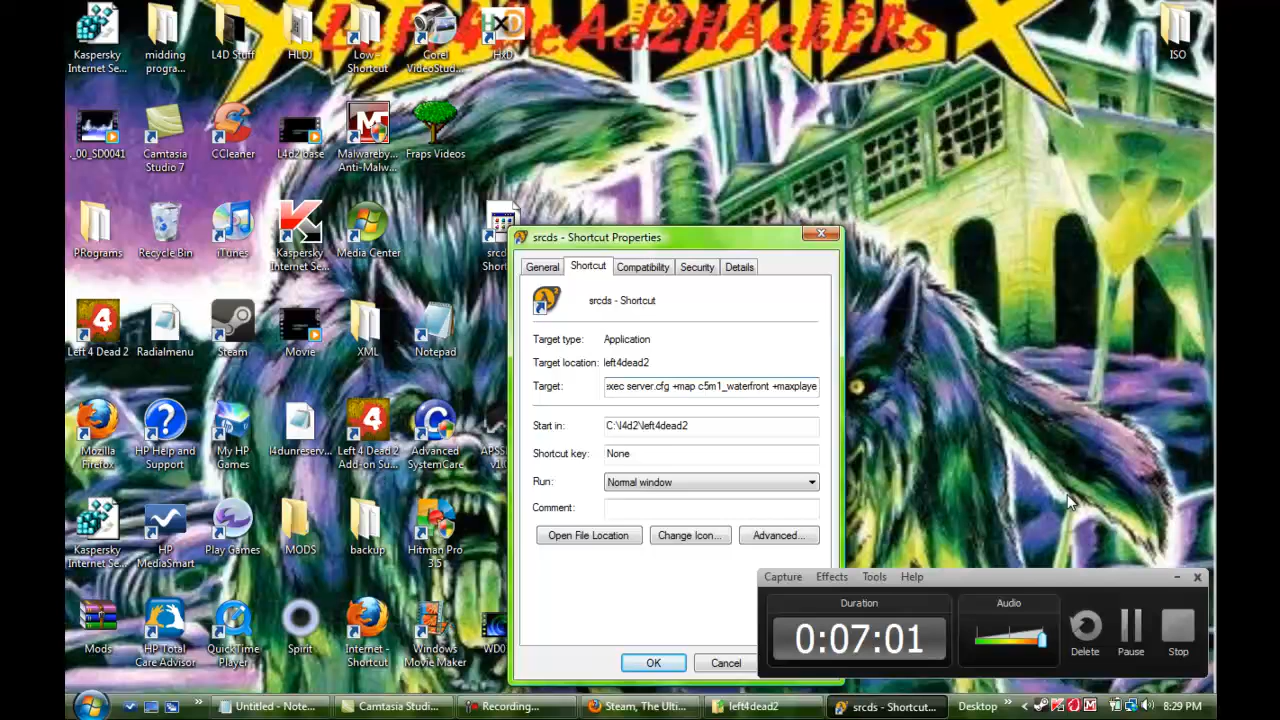 Left4DeAd2HAckERs
Kaspersky
Internet Se...
midding
progra...
L4D Stuff
HLDJ
Low-
Shortcut
Corel
VideoStud...
HxD
ISO
._00_SD0041
Camtasia
Studio 7
CCleaner
L4d2 base
Malwareby...
Anti-Malw...
Fraps Videos
PRograms
Recycle Bin
iTunes
Kaspersky
Internet Se...
Media Center
srcds
Short
Left 4 Dead 2
Radialmenu
Steam
Movie
XML
Notepad
Mozilla
Firefox
HP Help and
Support
My HP
Games
l4dunreserv...
Left 4 Dead 2
Add-on Su...
Advanced
SystemCare
APSS
v1.0
Kaspersky
Internet Se...
HP
MediaSmart
Play Games
MODS
backup
Hitman Pro
3.5
Mods
HP Total
Care Advisor
QuickTime
Player
Spirit
Internet -
Shortcut
Windows
Movie Maker
WD0
srcds - Shortcut Properties
General
Shortcut
Compatibility
Security
Details
srcds - Shortcut
Target type: Application
Target location: left4dead2
Target: exec server.cfg +map c5m1_waterfront +maxplaye
Start in: C:\l4d2\left4dead2
Shortcut key: None
Run: Normal window
Comment:
Open File Location
Change Icon...
Advanced...
OK
Cancel
Capture Effects Tools Help
Duration
0:07:01
Audio
Delete
Pause
Stop
Untitled - Note...
Camtasia Studi...
Recording...
Steam, The Ulti...
left4dead2
srcds - Shortcut...
Desktop
8:29 PM